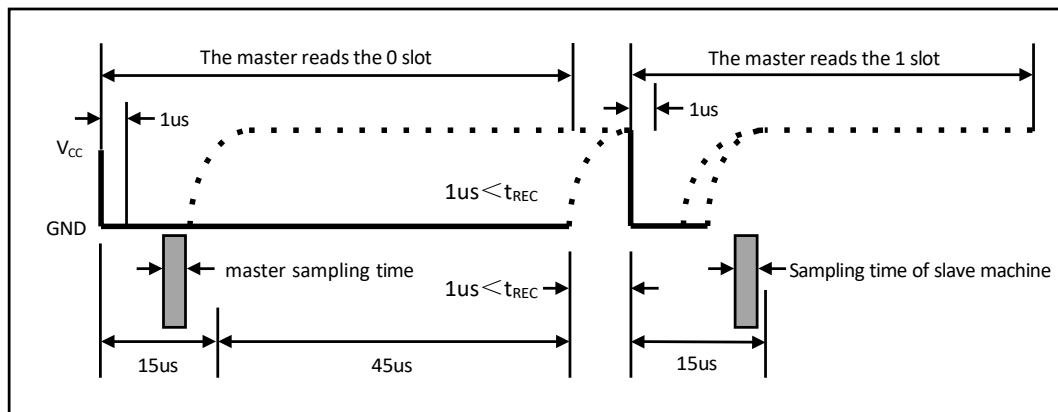 The master reads the 0 slot
The master reads the 1 slot
1us
1us
VCC
1us＜tREC
GND
master sampling time
Sampling time of slave machine
1us＜tREC
15us
45us
15us